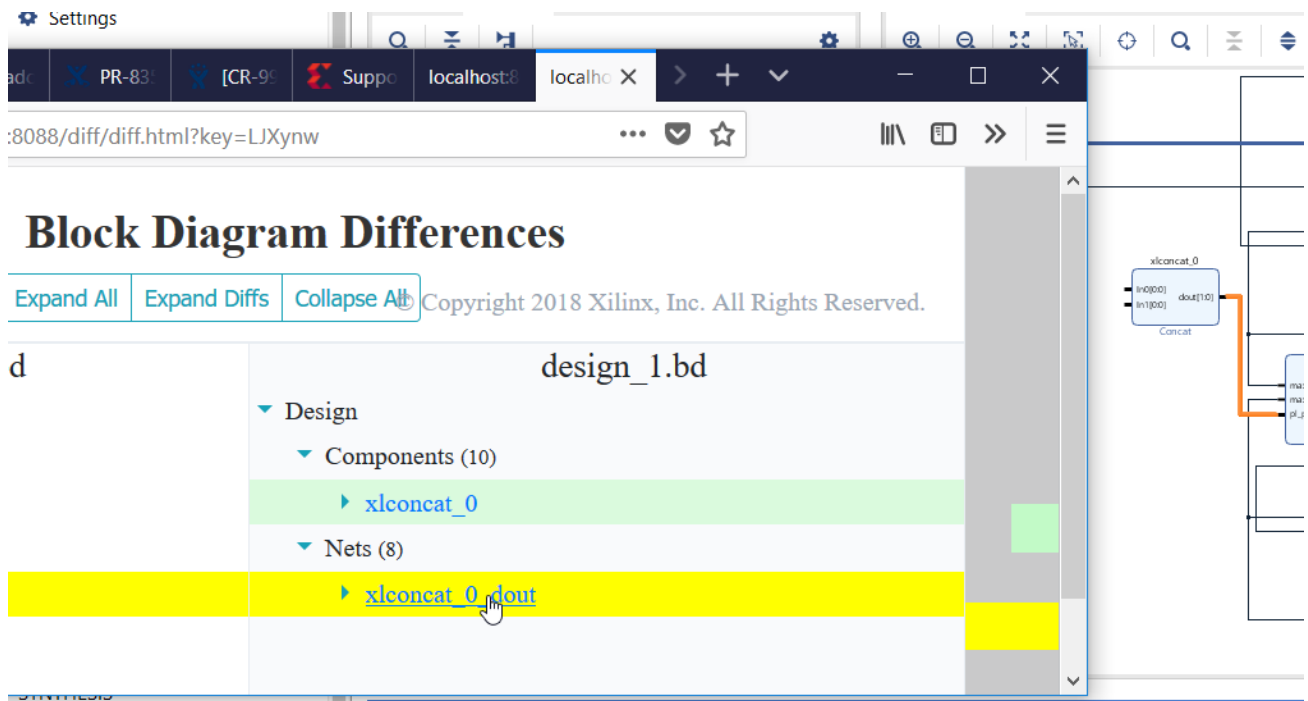 Settings
PR-83
[CR-99
Suppo
localhost:8
localho
:8088/diff/diff.html?key=LJXynw
Block Diagram Differences
Expand All
Expand Diffs
Collapse All
© Copyright 2018 Xilinx, Inc. All Rights Reserved.
d
design_1.bd
Design
Components (10)
xlconcat_0
Nets (8)
xlconcat_0_dout
xlconcat_0
In0[0:0]
In1[0:0]
dout[1:0]
Concat
SYNTHESIS